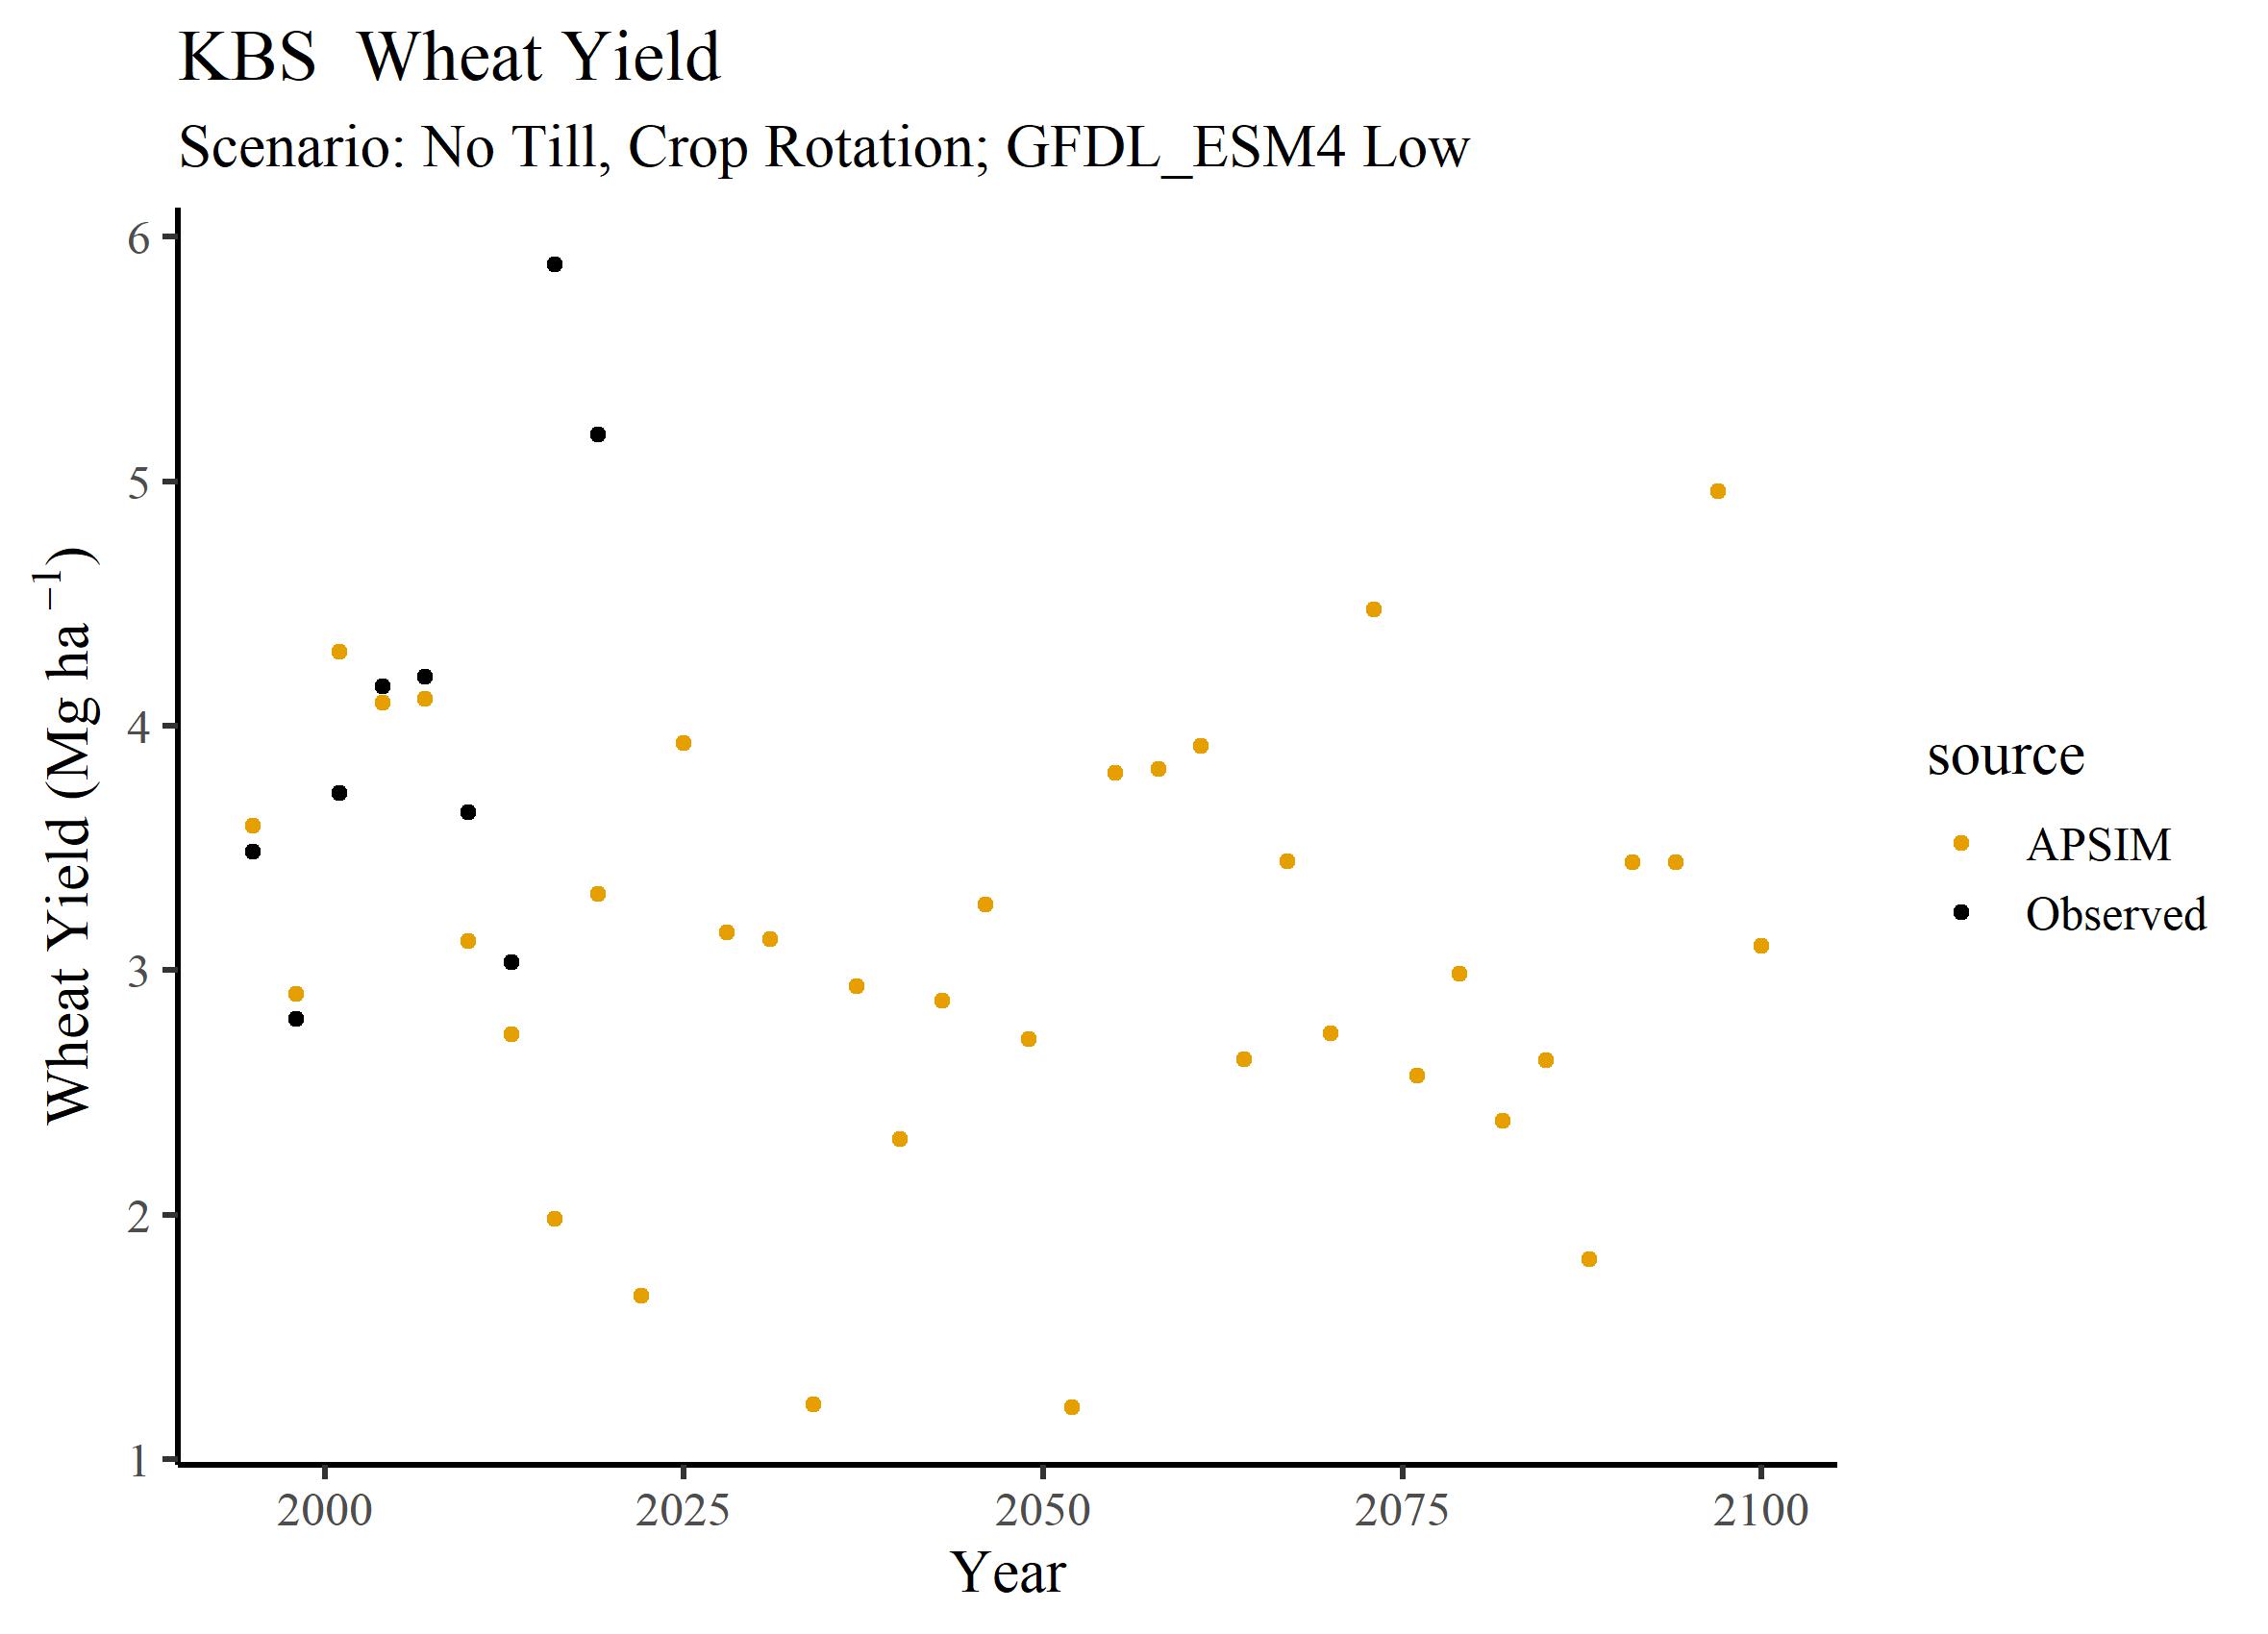 KBS  Wheat Yield
Scenario: No Till, Crop Rotation; GFDL_ESM4 Low
6
5
4
3
2
1
Wheat Yield (Mg ha⁻¹)
2000 2025 2050 2075 2100
Year
source
APSIM
Observed